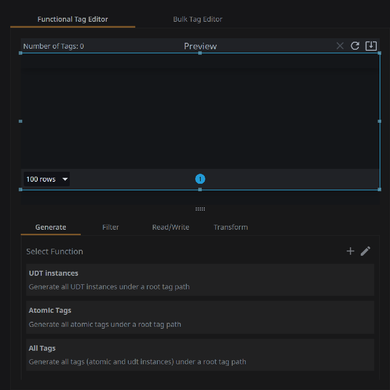 Functional Tag Editor Bulk Tag Editor
Number of Tags: 0 Preview
100 rows 1
Generate Filter Read/Write Transform
Select Function
UDT instances
Generate all UDT instances under a root tag path
Atomic Tags
Generate all atomic tags under a root tag path
All Tags
Generate all tags (atomic and udt instances) under a root tag path